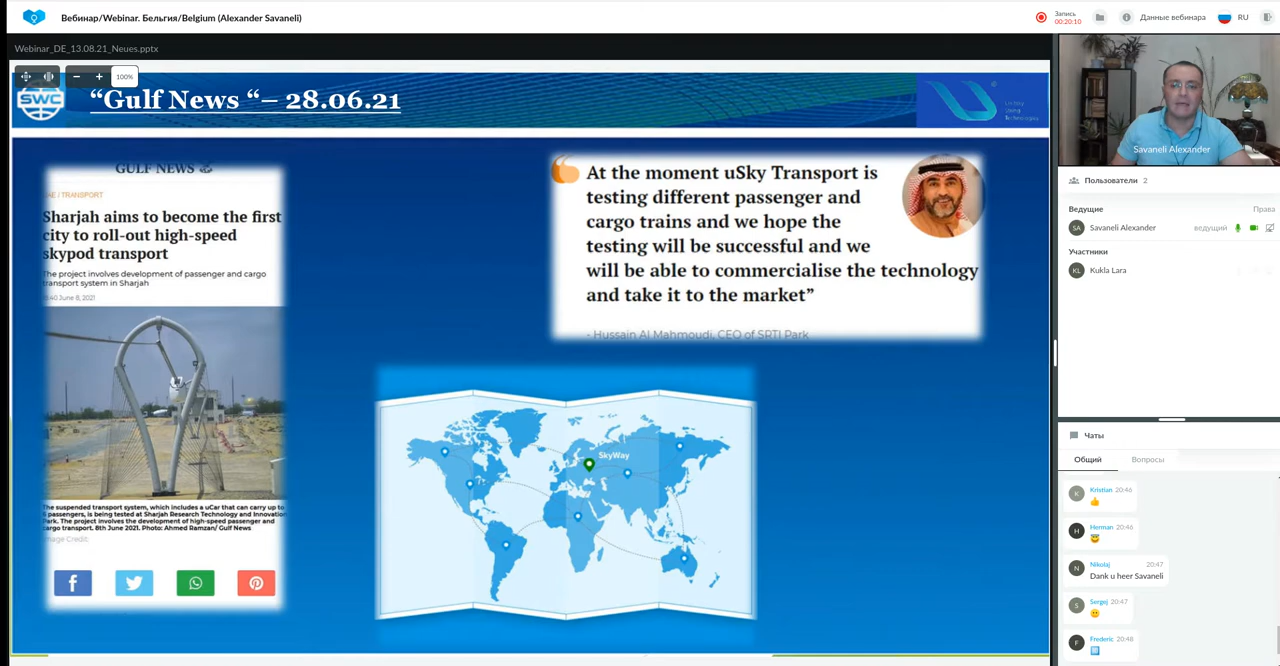 Вебинар/Webinar. Бельгия/Belgium (Alexander Savaneli)
Запись
00:20:10
Данные вебинара
RU
Webinar_DE_13.08.21_Neues.pptx
100%
SWC
“Gulf News “– 28.06.21
Unitsky
String
Technologies
GULF NEWS
UAE / TRANSPORT
Sharjah aims to become the first
city to roll-out high-speed
skypod transport
The project involves development of passenger and cargo
transport system in Sharjah
June 8, 2021
The suspended transport system, which includes a uCar that can carry up to
passengers, is being tested at Sharjah Research Technology and Innovation
Park. The project involves the development of high-speed passenger and
cargo transport. 8th June 2021. Photo: Ahmed Ramzan/ Gulf News
Image Credit:
At the moment uSky Transport is
testing different passenger and
cargo trains and we hope the
testing will be successful and we
will be able to commercialise the technology
and take it to the market”
- Hussain Al Mahmoudi, CEO of SRTI Park
SkyWay
Savaneli Alexander
Пользователи 2
Ведущие
Права
SA
Savaneli Alexander
ведущий
Участники
KL
Kukla Lara
Чаты
Общий
Вопросы
K
Kristian 20:46
👍
H
Herman 20:46
😇
N
Nikolaj 20:47
Dank u heer Savaneli
S
Sergej 20:47
🙂
F
Frederic 20:48